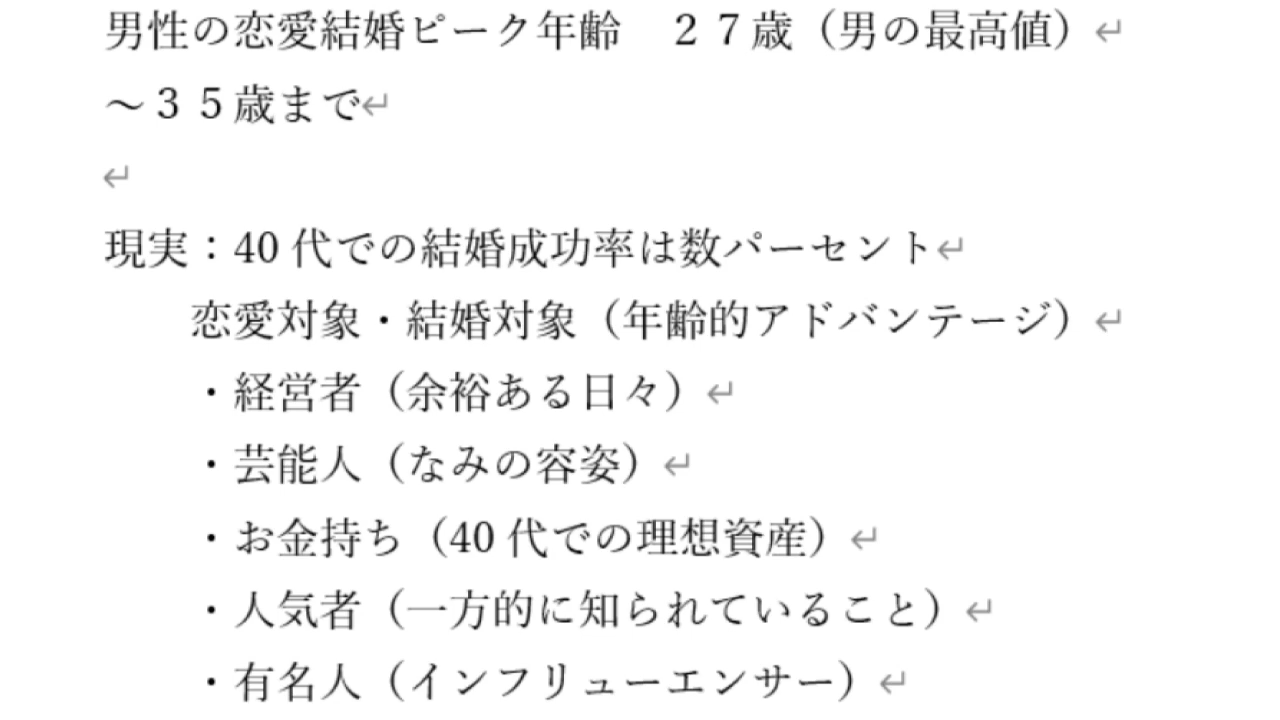 男性の恋愛結婚ピーク年齢　２７歳（男の最高値）
～３５歳まで
現実：40 代での結婚成功率は数パーセント
恋愛対象・結婚対象（年齢的アドバンテージ）
・経営者（余裕ある日々）
・芸能人（なみの容姿）
・お金持ち（40 代での理想資産）
・人気者（一方的に知られていること）
・有名人（インフリューエンサー）